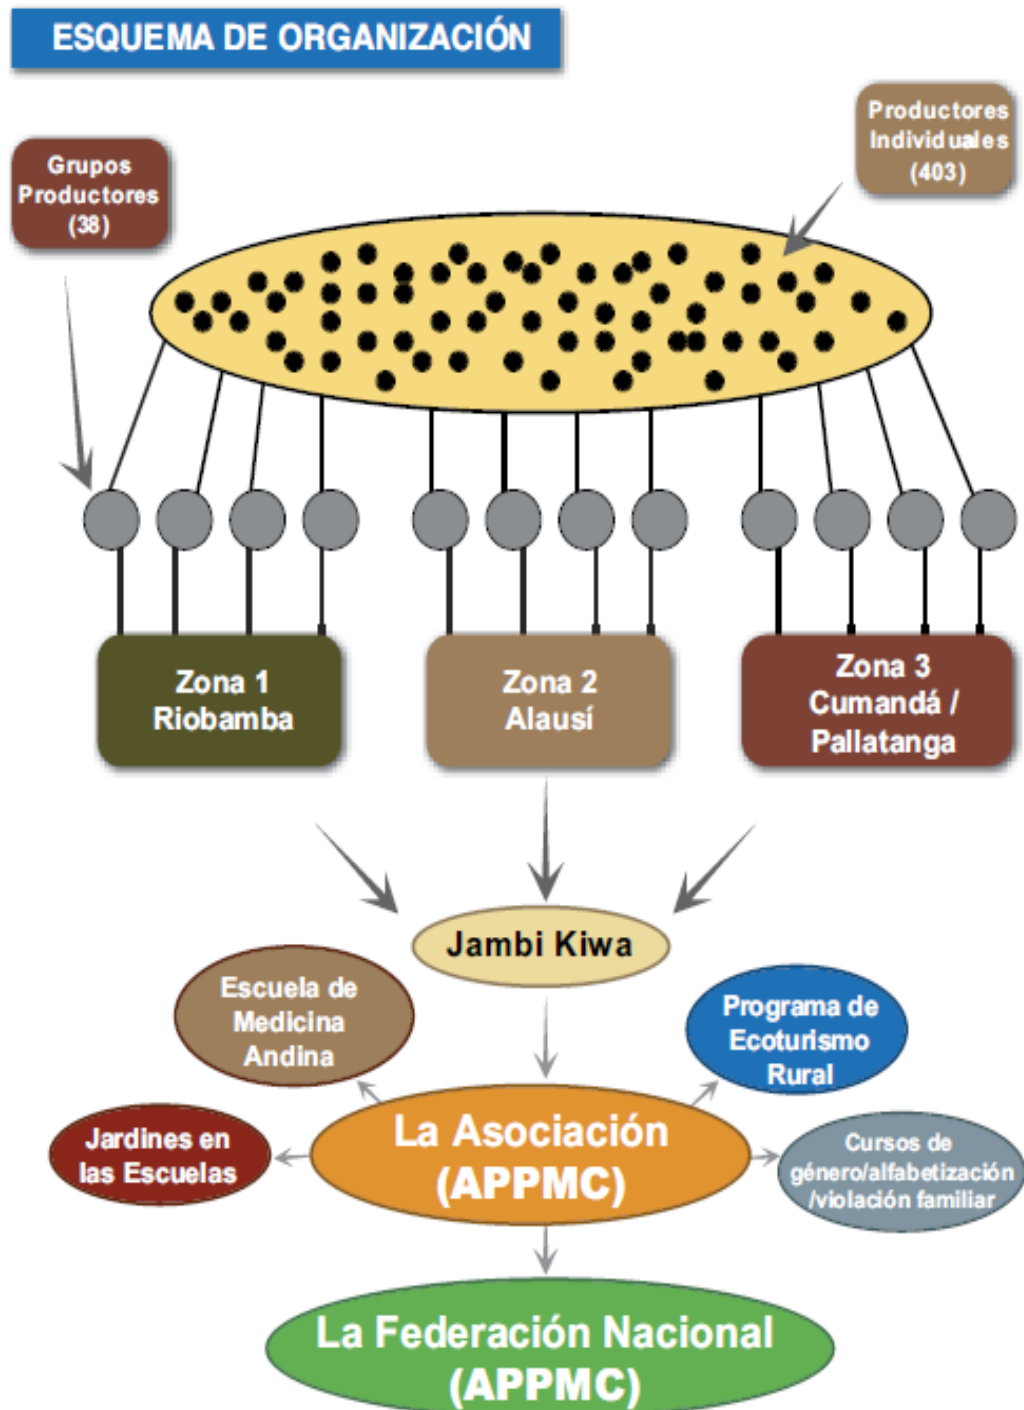 ESQUEMA DE ORGANIZACIÓN
Productores
Individuales
(403)
Grupos
Productores
(38)
Zona 1
Riobamba
Zona 2
Alausí
Zona 3
Cumandá /
Pallatanga
Jambi Kiwa
Escuela de
Medicina
Andina
Programa de
Ecoturismo
Rural
Jardines en
las Escuelas
La Asociación
(APPMC)
Cursos de
género/alfabetización
/violación familiar
La Federación Nacional
(APPMC)